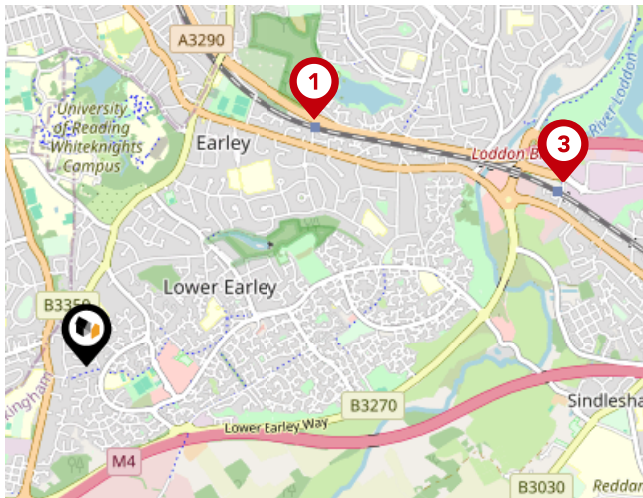 A3290
1
University
of Reading
Whiteknights
Campus
Earley
River Loddon
Loddon B
3
Lower Earley
B3350
kingham
B3270
Lower Earley Way
Sindlesha
M4
B3030
Reddar